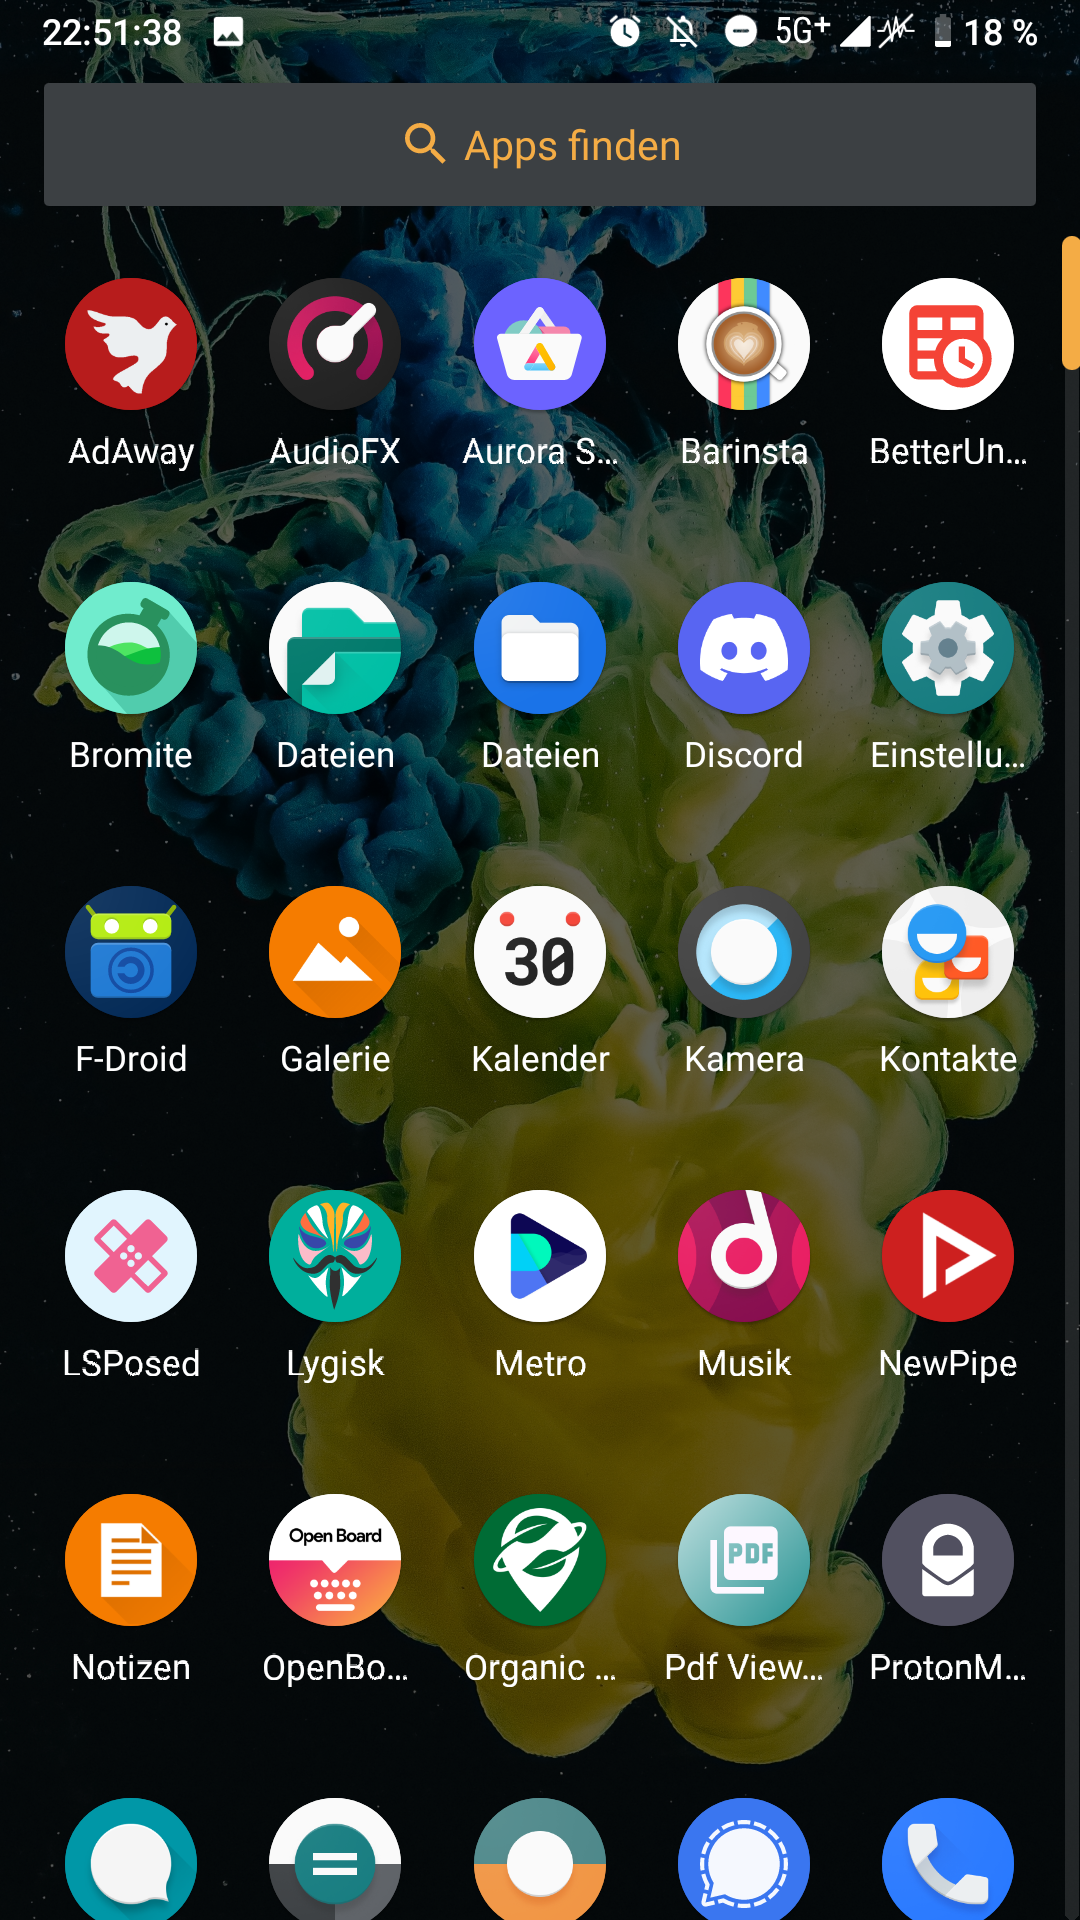 22:51:38 5G+ 18 %
Apps finden
AdAway AudioFX Aurora S... Barinsta BetterUn...
Bromite Dateien Dateien Discord Einstellu...
30
F-Droid Galerie Kalender Kamera Kontakte
LSPosed Lygisk Metro Musik NewPipe
Open Board PDF
Notizen OpenBo... Organic ... Pdf View... ProtonM...